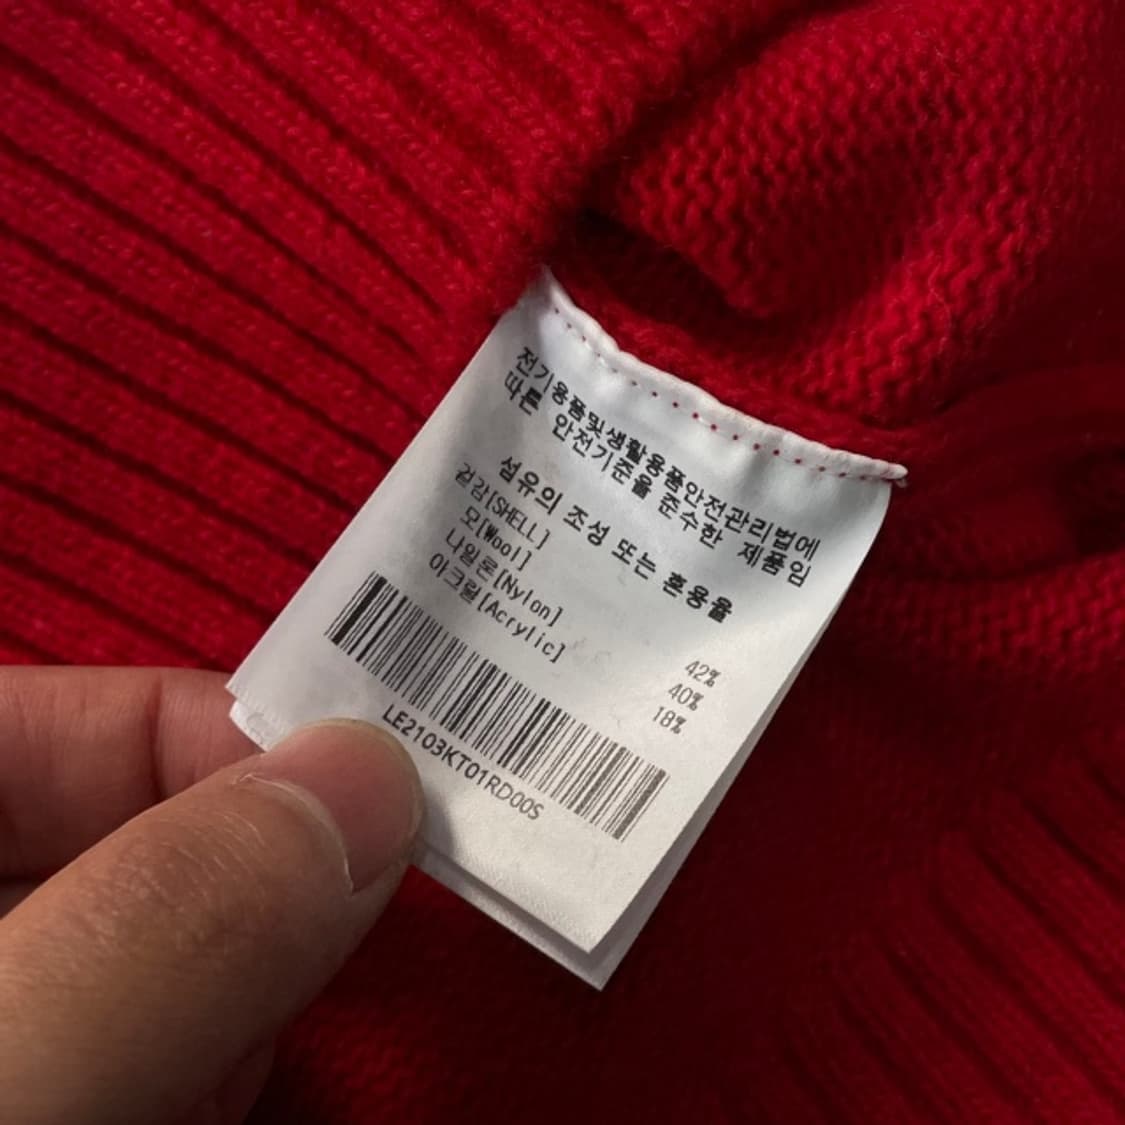 전기용품및생활용품안전관리법에
따른 안전기준을 준수한 제품임
섬유의 조성 또는 혼용율
겉감[SHELL]
모[Wool] 42%
나일론[Nylon] 40%
아크릴[Acrylic] 18%
LE2103KT01RD00S